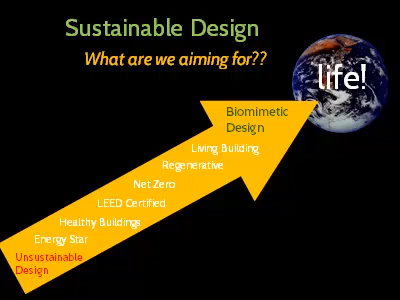 Sustainable Design
What are we aiming for??
life!
Biomimetic
Design
Living Building
Regenerative
Net Zero
LEED Certified
Healthy Buildings
Energy Star
Unsustainable
Design